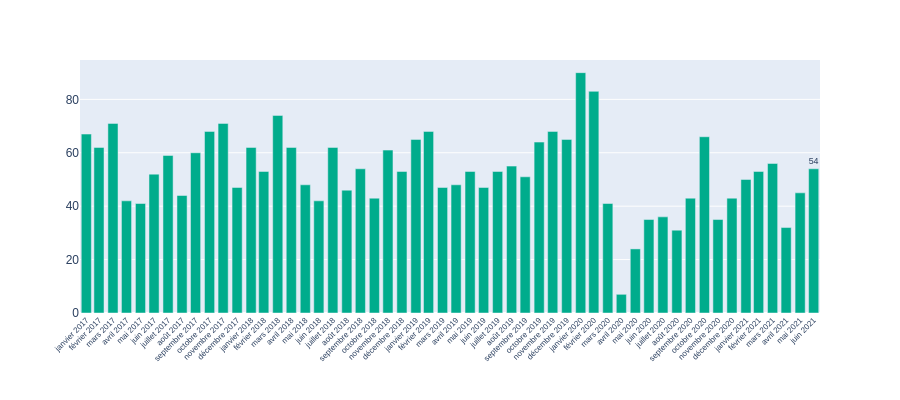 80
60
40
20
0
54
janvier 2017
février 2017
mars 2017
avril 2017
mai 2017
juin 2017
juillet 2017
août 2017
septembre 2017
octobre 2017
novembre 2017
décembre 2017
janvier 2018
février 2018
mars 2018
avril 2018
mai 2018
juin 2018
juillet 2018
août 2018
septembre 2018
octobre 2018
novembre 2018
décembre 2018
janvier 2019
février 2019
mars 2019
avril 2019
mai 2019
juin 2019
juillet 2019
août 2019
septembre 2019
octobre 2019
novembre 2019
décembre 2019
janvier 2020
février 2020
mars 2020
avril 2020
mai 2020
juin 2020
juillet 2020
août 2020
septembre 2020
octobre 2020
novembre 2020
décembre 2020
janvier 2021
février 2021
mars 2021
avril 2021
mai 2021
juin 2021